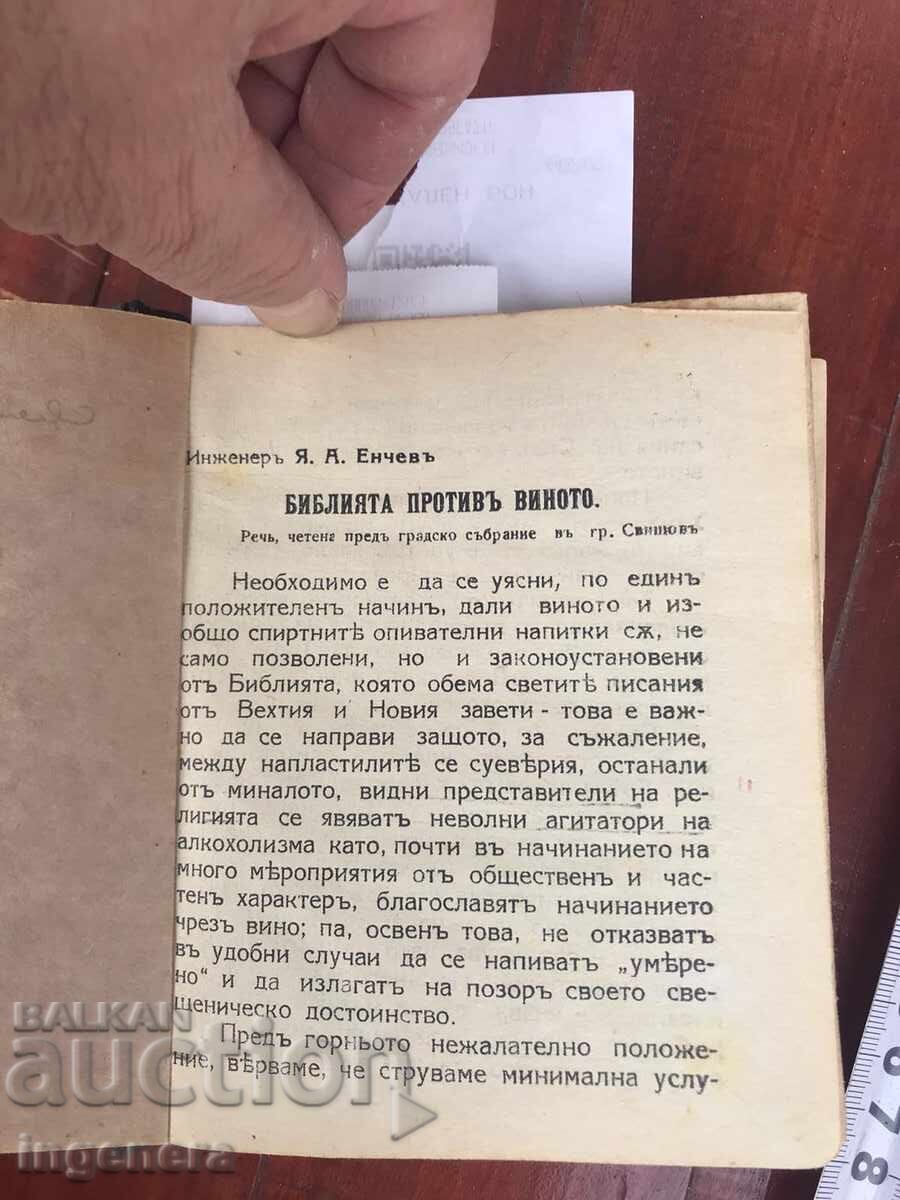 Инженеръ Я. А. Енчевъ
БИБЛИЯТА ПРОТИВЪ ВИНОТО.
Речь, четена предъ градско събрание въ гр. Свищовъ
Необходимо е да се уясни, по единъ
положителенъ начинъ, дали виното и из-
общо спиртнитѣ опивателни напитки сѫ, не
само позволени, но и законоустановени
отъ Библията, която обема светитѣ писания
отъ Вехтия и Новия завети - това е важ-
но да се направи защото, за съжаление,
между напластилитѣ се суевѣрия, останали
отъ миналото, видни представители на ре-
лигията се явяватъ неволни агитатори на
алкохолизма като, почти въ начинанието на
много мѣроприятия отъ общественъ и час-
тенъ характеръ, благославятъ начинанието
чрезъ вино; па, освенъ това, не отказватъ
въ удобни случаи да се напиватъ „умѣре-
но“ и да излагатъ на позоръ своето све-
щеническо достоинство.
Предъ горньото нежалателно положе-
ние, вѣрваме, че струваме минимална услу-
BALKAN
auction
ingenera
7
8